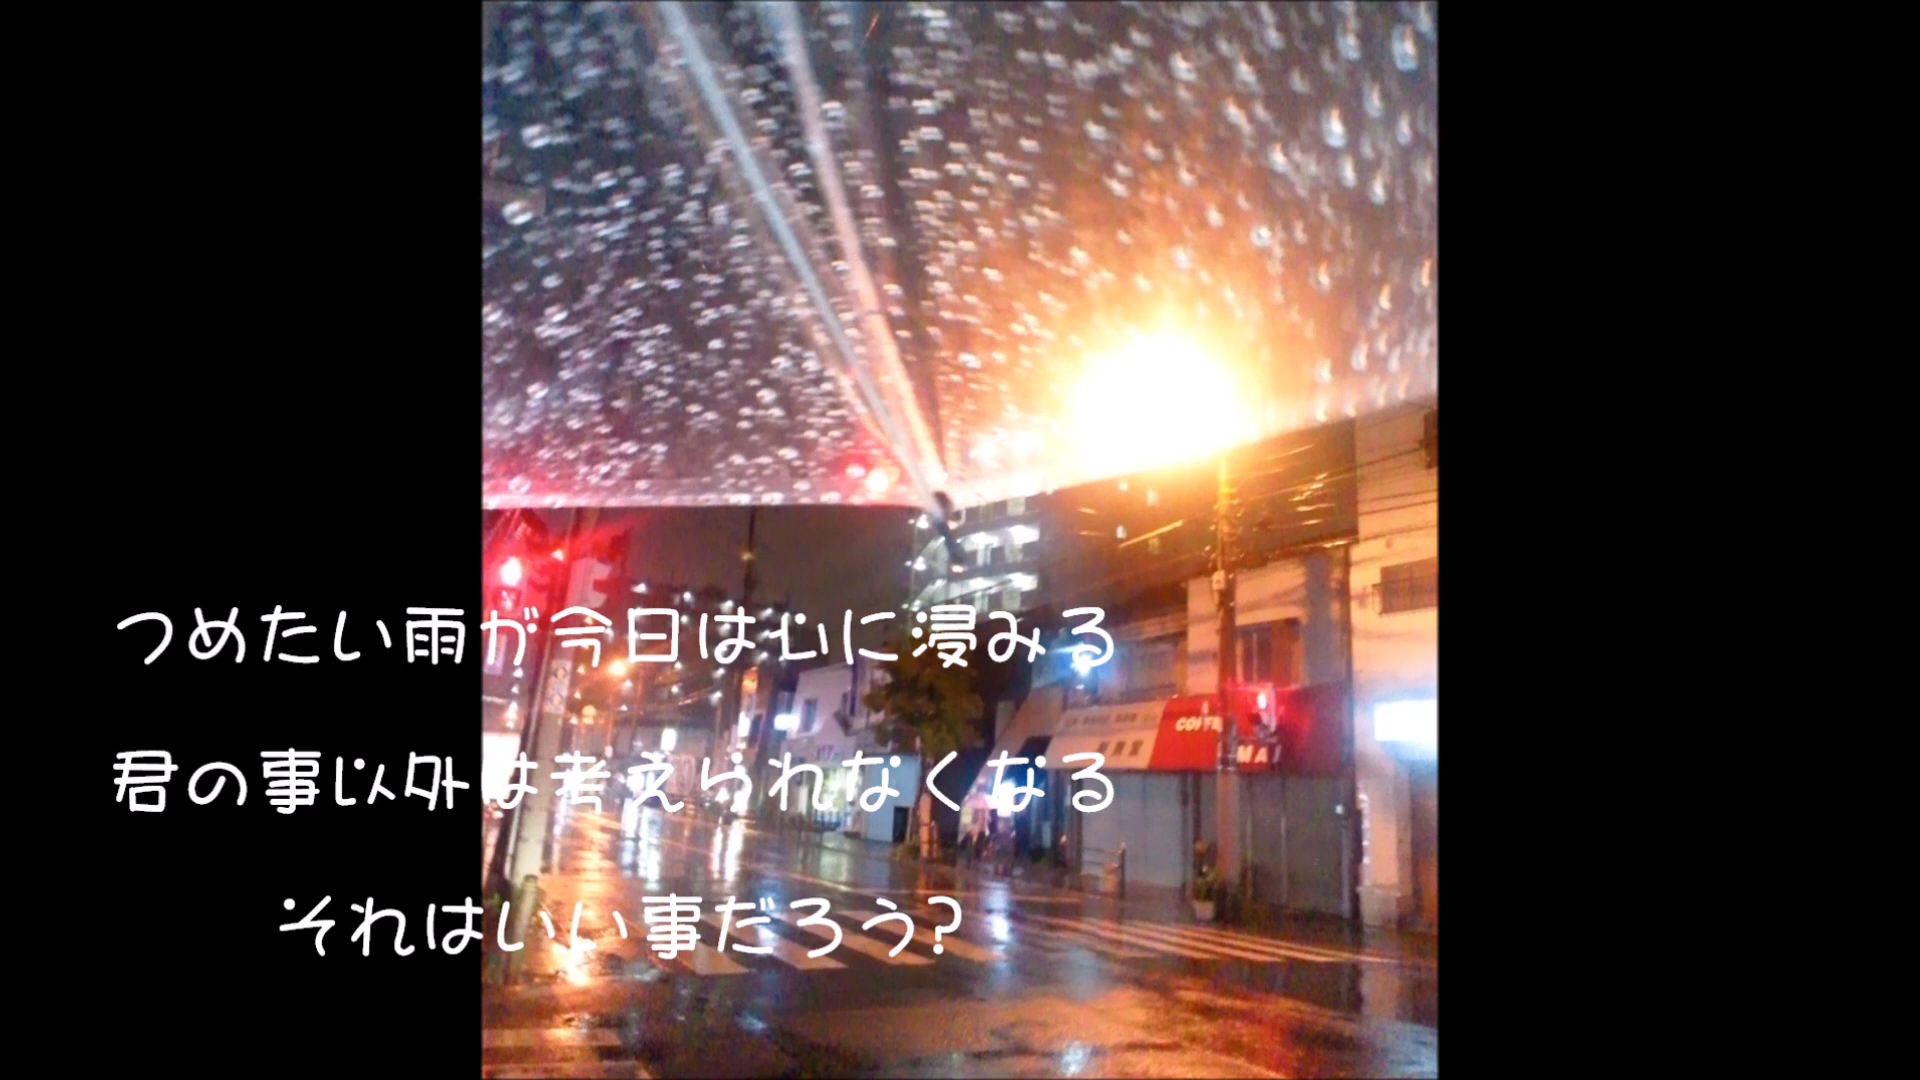 つめたい雨が今日は心に浸みる
君の事以外は考えられなくなる
それはいい事だろう?
COFFE